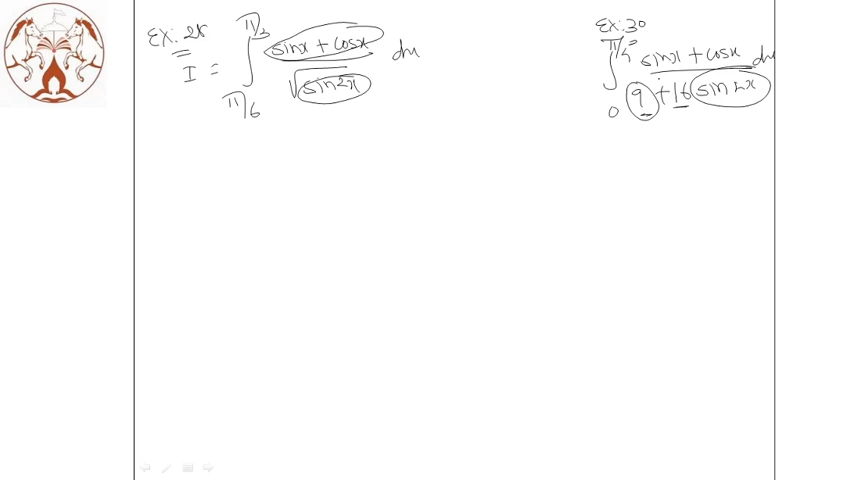 Ex: 28
I = ∫_{π/6}^{π/3} (sinx + cosx) / √(sin2x) dx
Ex: 30
∫_0^{π/4} (sinx + cosx) / (9 + 16 sin2x) dx